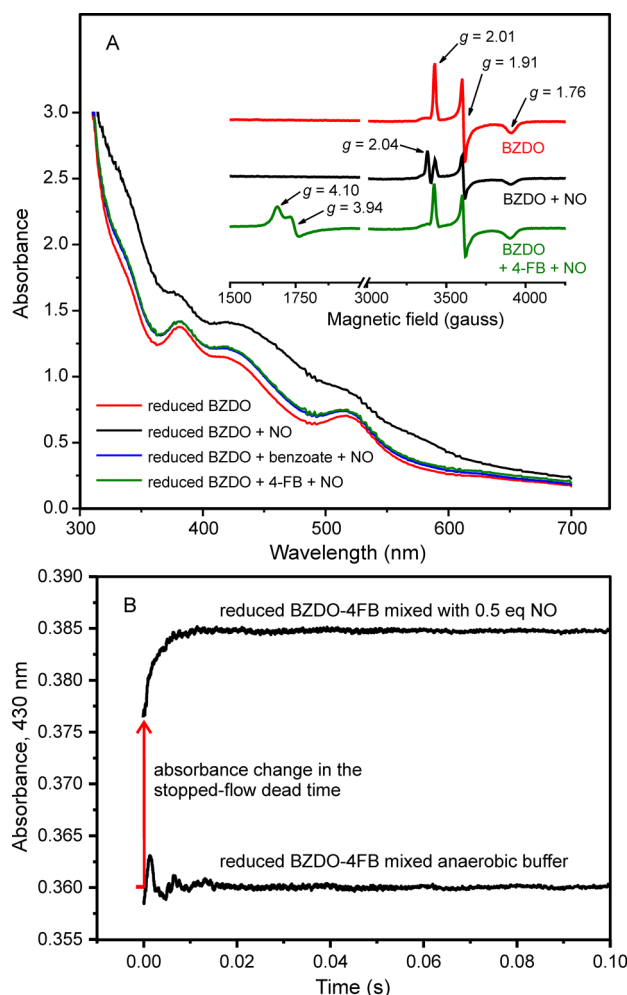 A
g = 2.01
g = 1.91
g = 1.76
BZDO
g = 2.04
BZDO + NO
g = 4.10
g = 3.94
BZDO
+ 4-FB + NO
1500 1750 3000 3500 4000
Magnetic field (gauss)
3.0
2.5
2.0
1.5
1.0
0.5
0.0
Absorbance
reduced BZDO
reduced BZDO + NO
reduced BZDO + benzoate + NO
reduced BZDO + 4-FB + NO
300 400 500 600 700
Wavelength (nm)
B
0.390
0.385
0.380
0.375
0.370
0.365
0.360
0.355
Absorbance, 430 nm
reduced BZDO-4FB mixed with 0.5 eq NO
absorbance change in the
stopped-flow dead time
reduced BZDO-4FB mixed anaerobic buffer
0.00 0.02 0.04 0.06 0.08 0.10
Time (s)